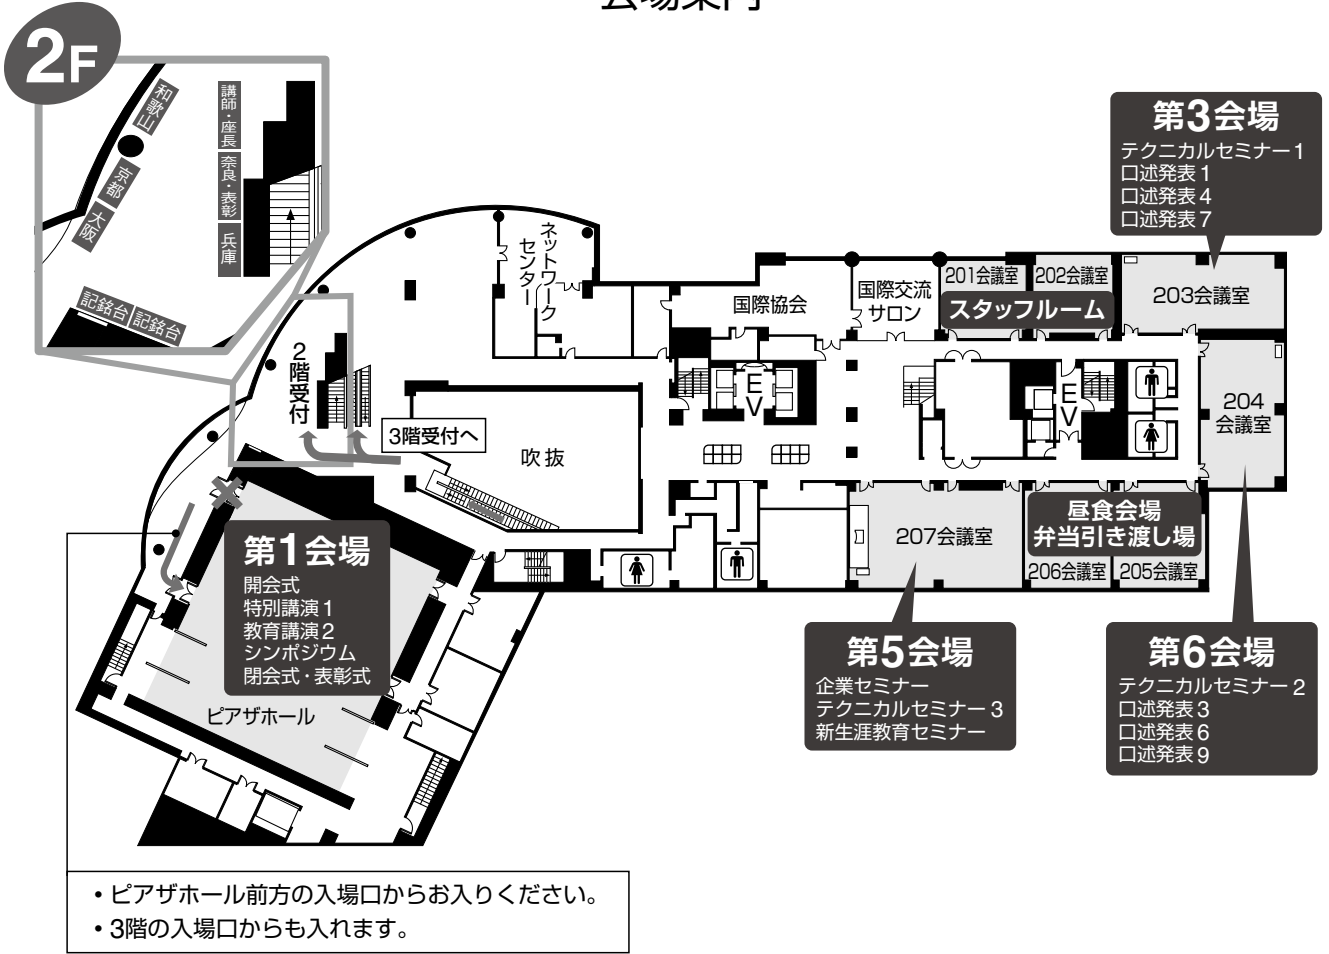 会場案内
2F
和歌山
京都
大阪
講師・座長
奈良・表彰
兵庫
記銘台
記銘台
2階受付
3階受付へ
ネットワーク
センター
吹抜
国際協会
国際交流
サロン
EV
201会議室
202会議室
スタッフルーム
第3会場
テクニカルセミナー1
口述発表1
口述発表4
口述発表7
203会議室
204
会議室
EV
第1会場
開会式
特別講演1
教育講演2
シンポジウム
閉会式・表彰式
ピアザホール
207会議室
昼食会場
弁当引き渡し場
206会議室
205会議室
第5会場
企業セミナー
テクニカルセミナー3
新生涯教育セミナー
第6会場
テクニカルセミナー2
口述発表3
口述発表6
口述発表9
・ピアザホール前方の入場口からお入りください。
・3階の入場口からも入れます。